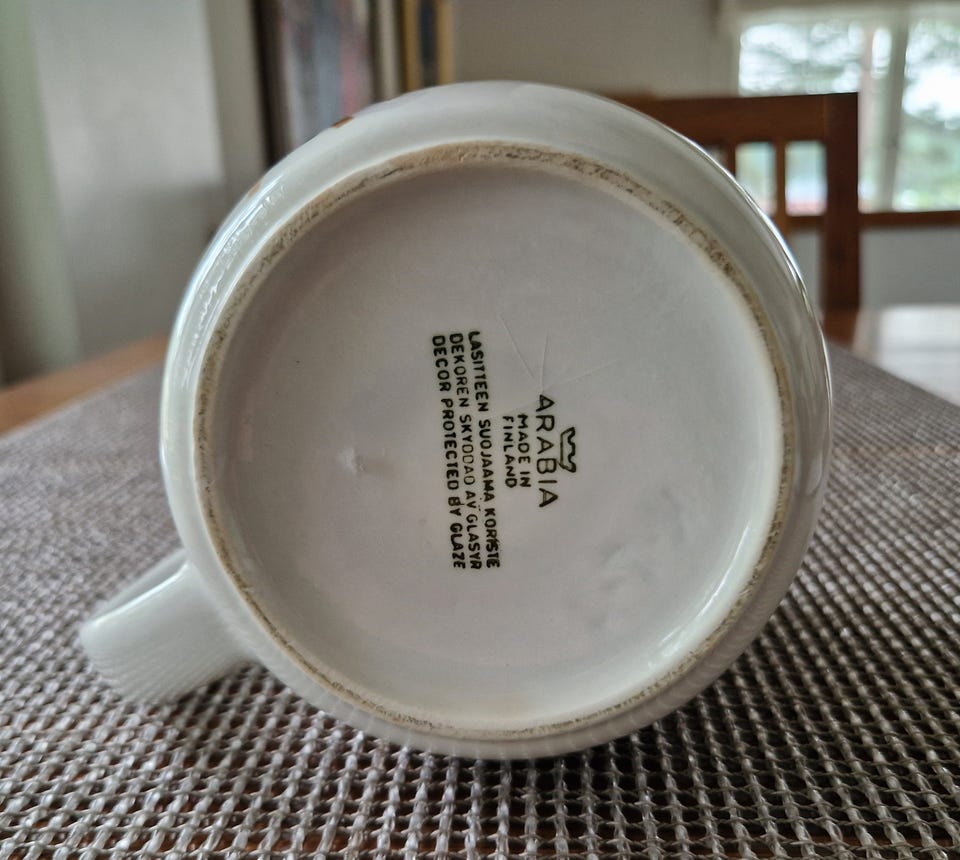 ARABIA
MADE IN
FINLAND
LASITTEEN SUOJAAMA KORISTE
DEKOREN SKYDDAD AV GLASYR
DECOR PROTECTED BY GLAZE